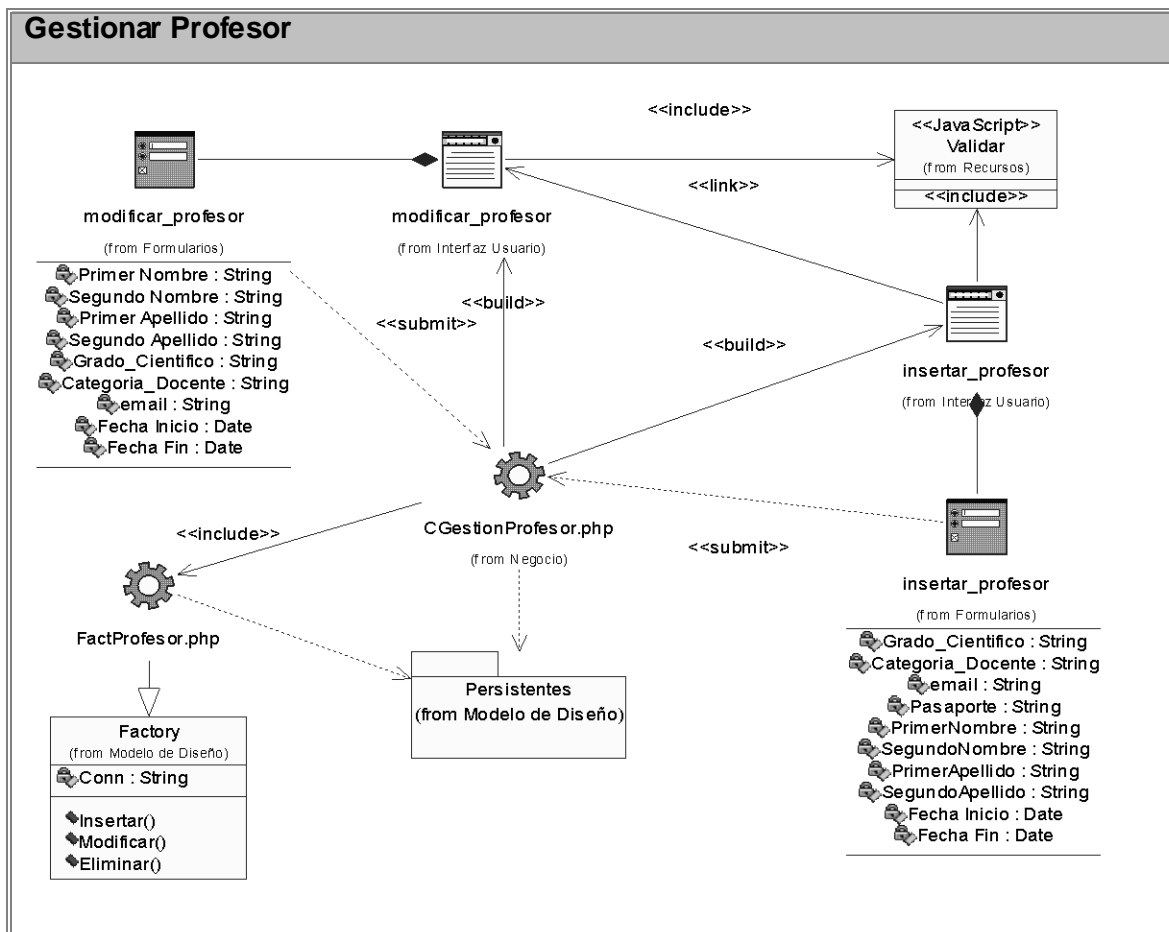 Gestionar Profesor
<<include>>
<<JavaScript>>
Validar
(from Recursos)
<<include>>
<<link>>
modificar_profesor
(from Formularios)
Primer Nombre : String
Segundo Nombre : String
Primer Apellido : String
Segundo Apellido : String
Grado_Cientifico : String
Categoria_Docente : String
email : String
Fecha Inicio : Date
Fecha Fin : Date
modificar_profesor
(from Interfaz Usuario)
<<build>>
<<submit>>
<<build>>
insertar_profesor
(from Interfaz Usuario)
CGestionProfesor.php
(from Negocio)
<<include>>
<<submit>>
FactProfesor.php
insertar_profesor
(from Formularios)
Grado_Cientifico : String
Categoria_Docente : String
email : String
Pasaporte : String
PrimerNombre : String
SegundoNombre : String
PrimerApellido : String
SegundoApellido : String
Fecha Inicio : Date
Fecha Fin : Date
Persistentes
(from Modelo de Diseño)
Factory
(from Modelo de Diseño)
Conn : String
Insertar()
Modificar()
Eliminar()